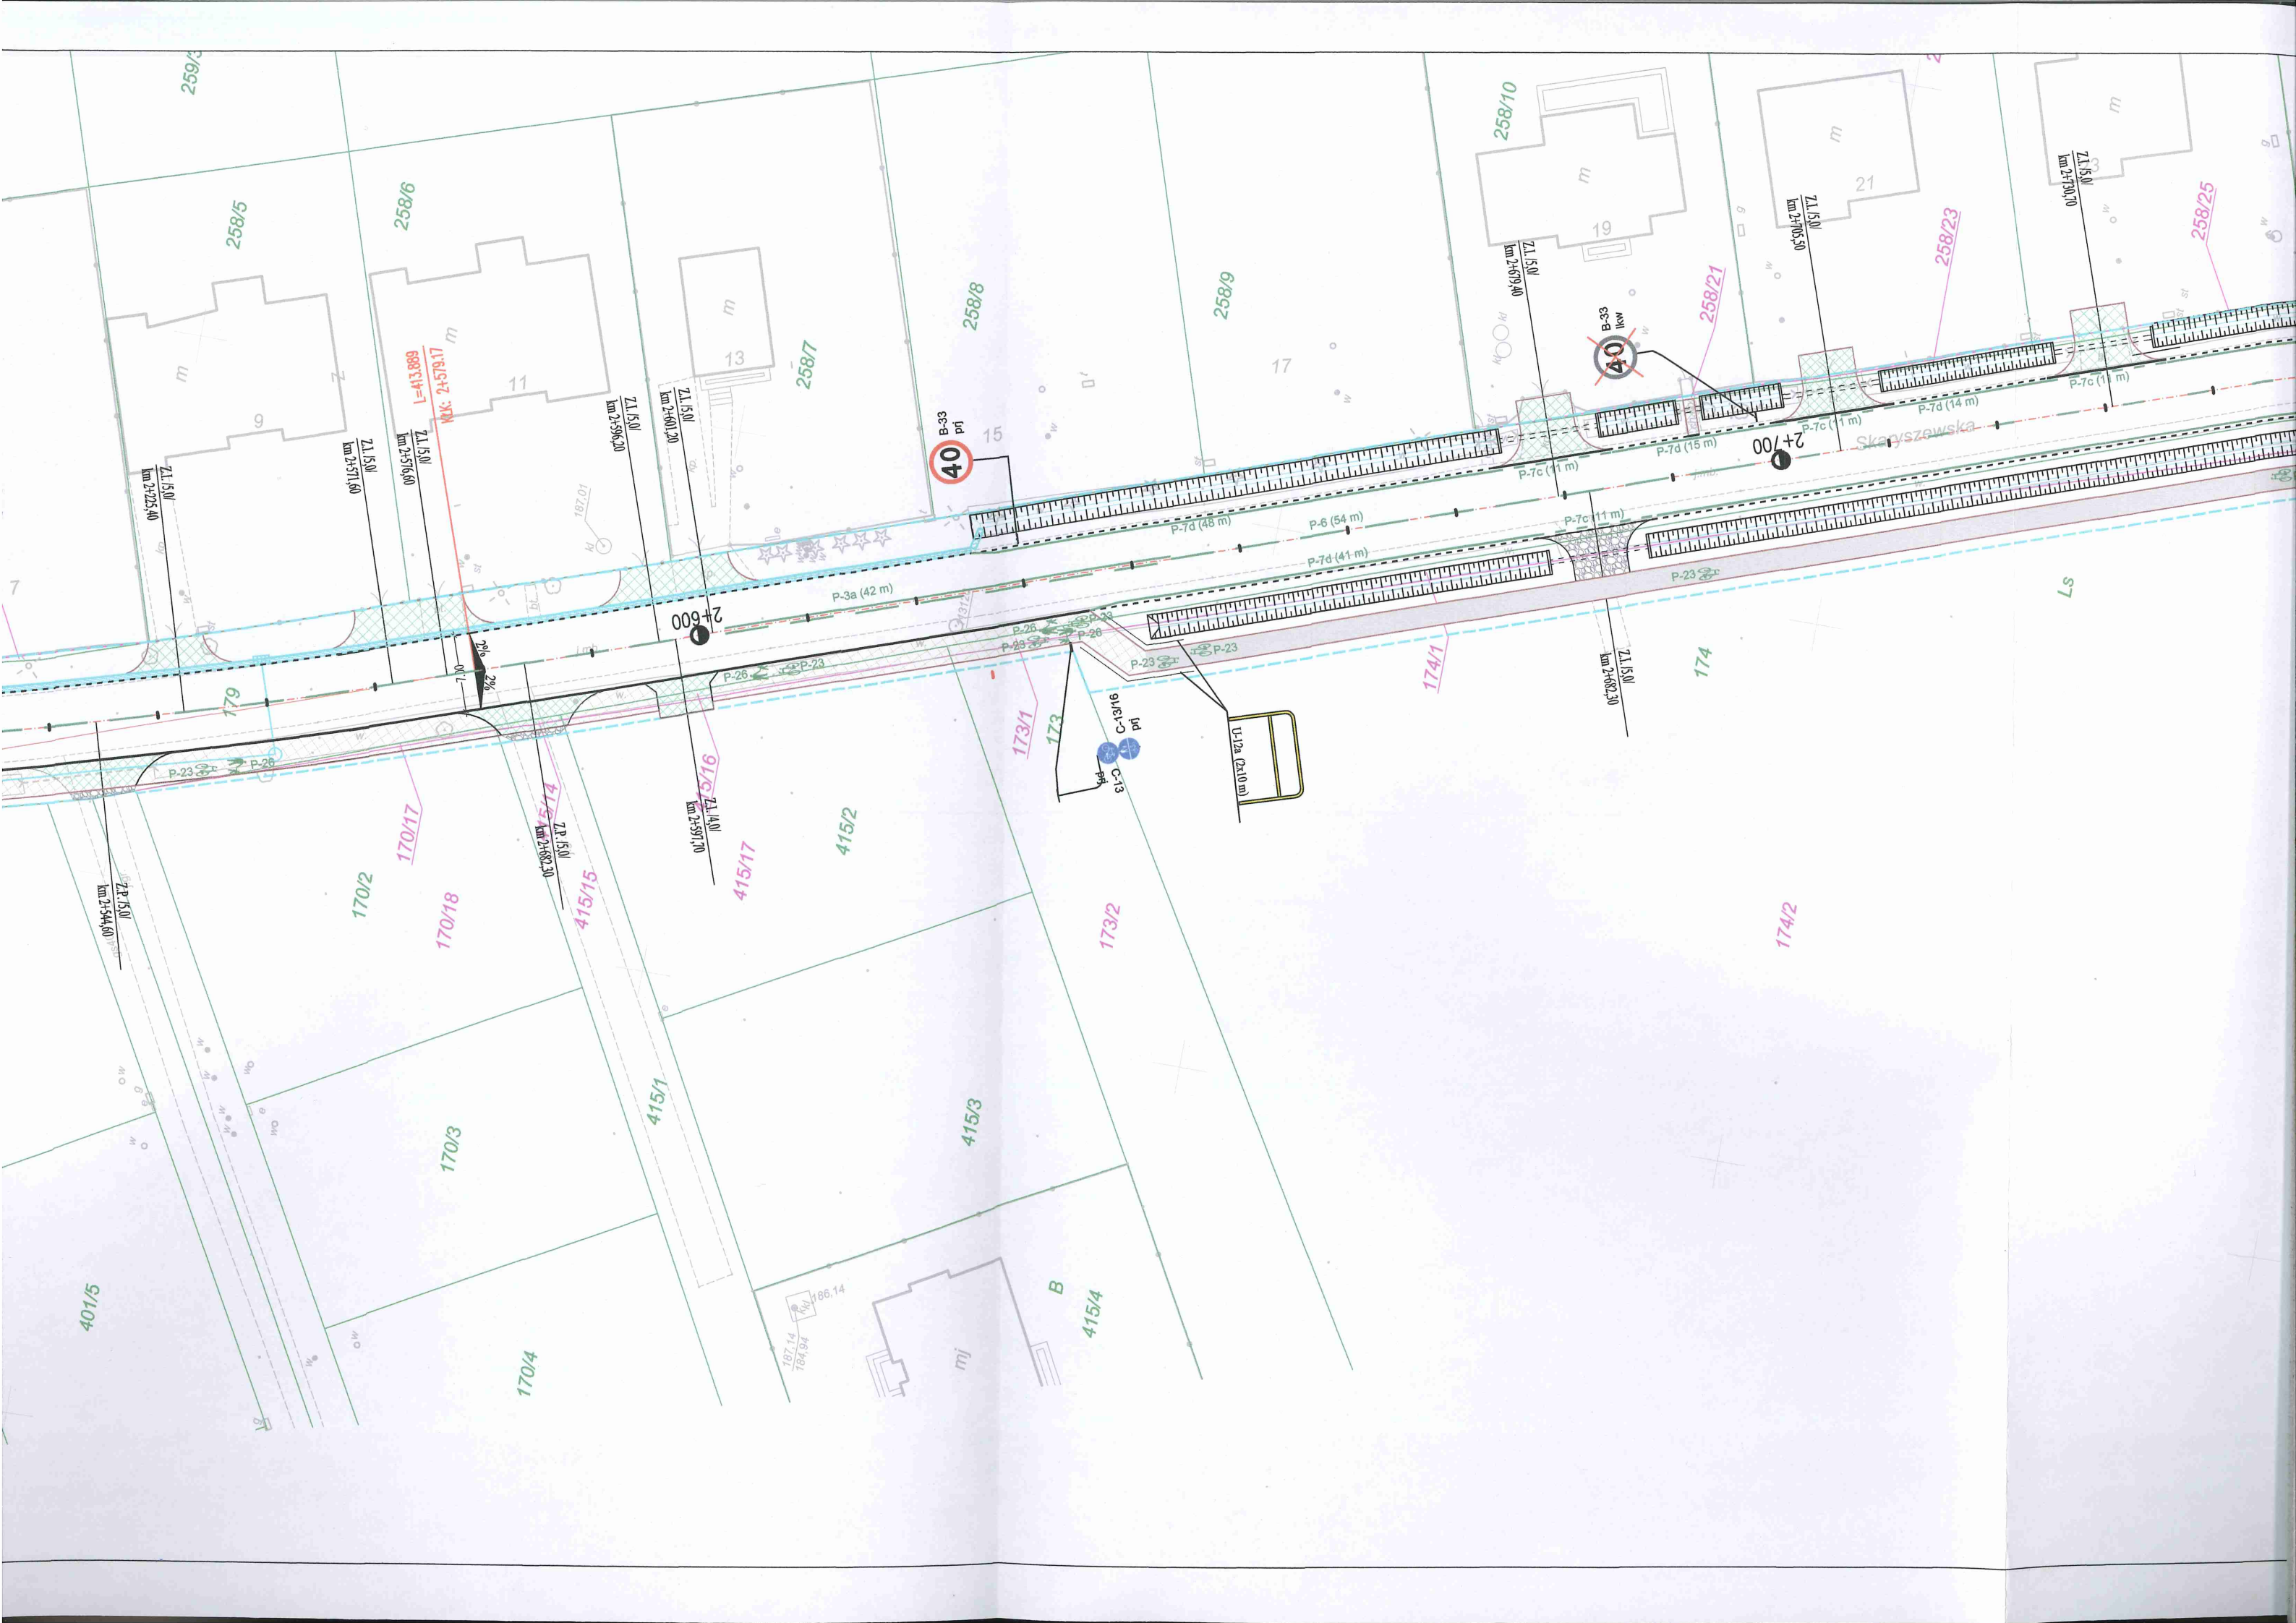 259/3
258/5
258/6
258/7
258/8
258/9
258/10
258/21
258/23
258/25
m
9
m
11
m
13
15
17
m
19
m
21
m
7
L=413.889
KŁK: 2+579.17
Z.I. /5,0/
km 2+225,40
Z.I. /5,0/
km 2+571,60
Z.I. /5,0/
km 2+576,60
Z.I. /5,0/
km 2+596,20
Z.I. /5,0/
km 2+601,20
Z.I. /5,0/
km 2+679,40
Z.I. /5,0/
km 2+705,50
Z.I. /5,0/
km 2+730,70
187.01
40
B-33
prj
40
B-33
lkw
P-7d (48 m)
P-6 (54 m)
P-7d (41 m)
P-3a (42 m)
P-7c (11 m)
P-7d (15 m)
P-7c (11 m)
P-7d (14 m)
P-7c (11 m)
P-7c (11 m)
2+600
2+700
Skaryszewska
2%
2%
7,00
179
P-23
P-26
P-26
P-23
P-26
P-23
P-23
P-26
P-23
P-23
P-23
C-13/16
prj
C-13
prj
U-12a (2x10 m)
Z.P. /5,0/
km 2+544,60
Z.P. /5,0/
km 2+682,30
Z.I. /4,0/
km 2+597,70
Z.I. /5,0/
km 2+682,30
170/17
170/2
170/18
415/14
415/15
415/16
415/17
415/2
173/1
173
173/2
174/1
174
174/2
Ls
170/3
170/4
401/5
415/1
415/3
B
415/4
mj
186.14
187.14
184.94